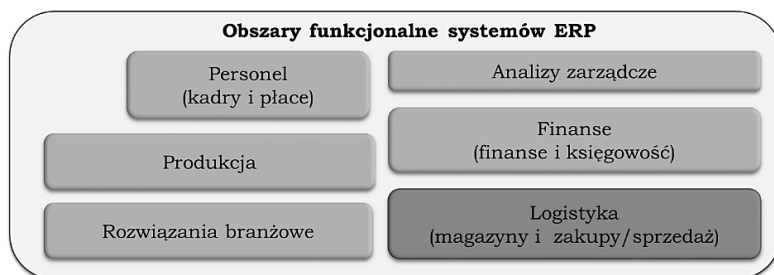 Obszary funkcjonalne systemów ERP
Personel
(kadry i płace)
Analizy zarządcze
Produkcja
Finanse
(finanse i księgowość)
Rozwiązania branżowe
Logistyka
(magazyny i zakupy/sprzedaż)